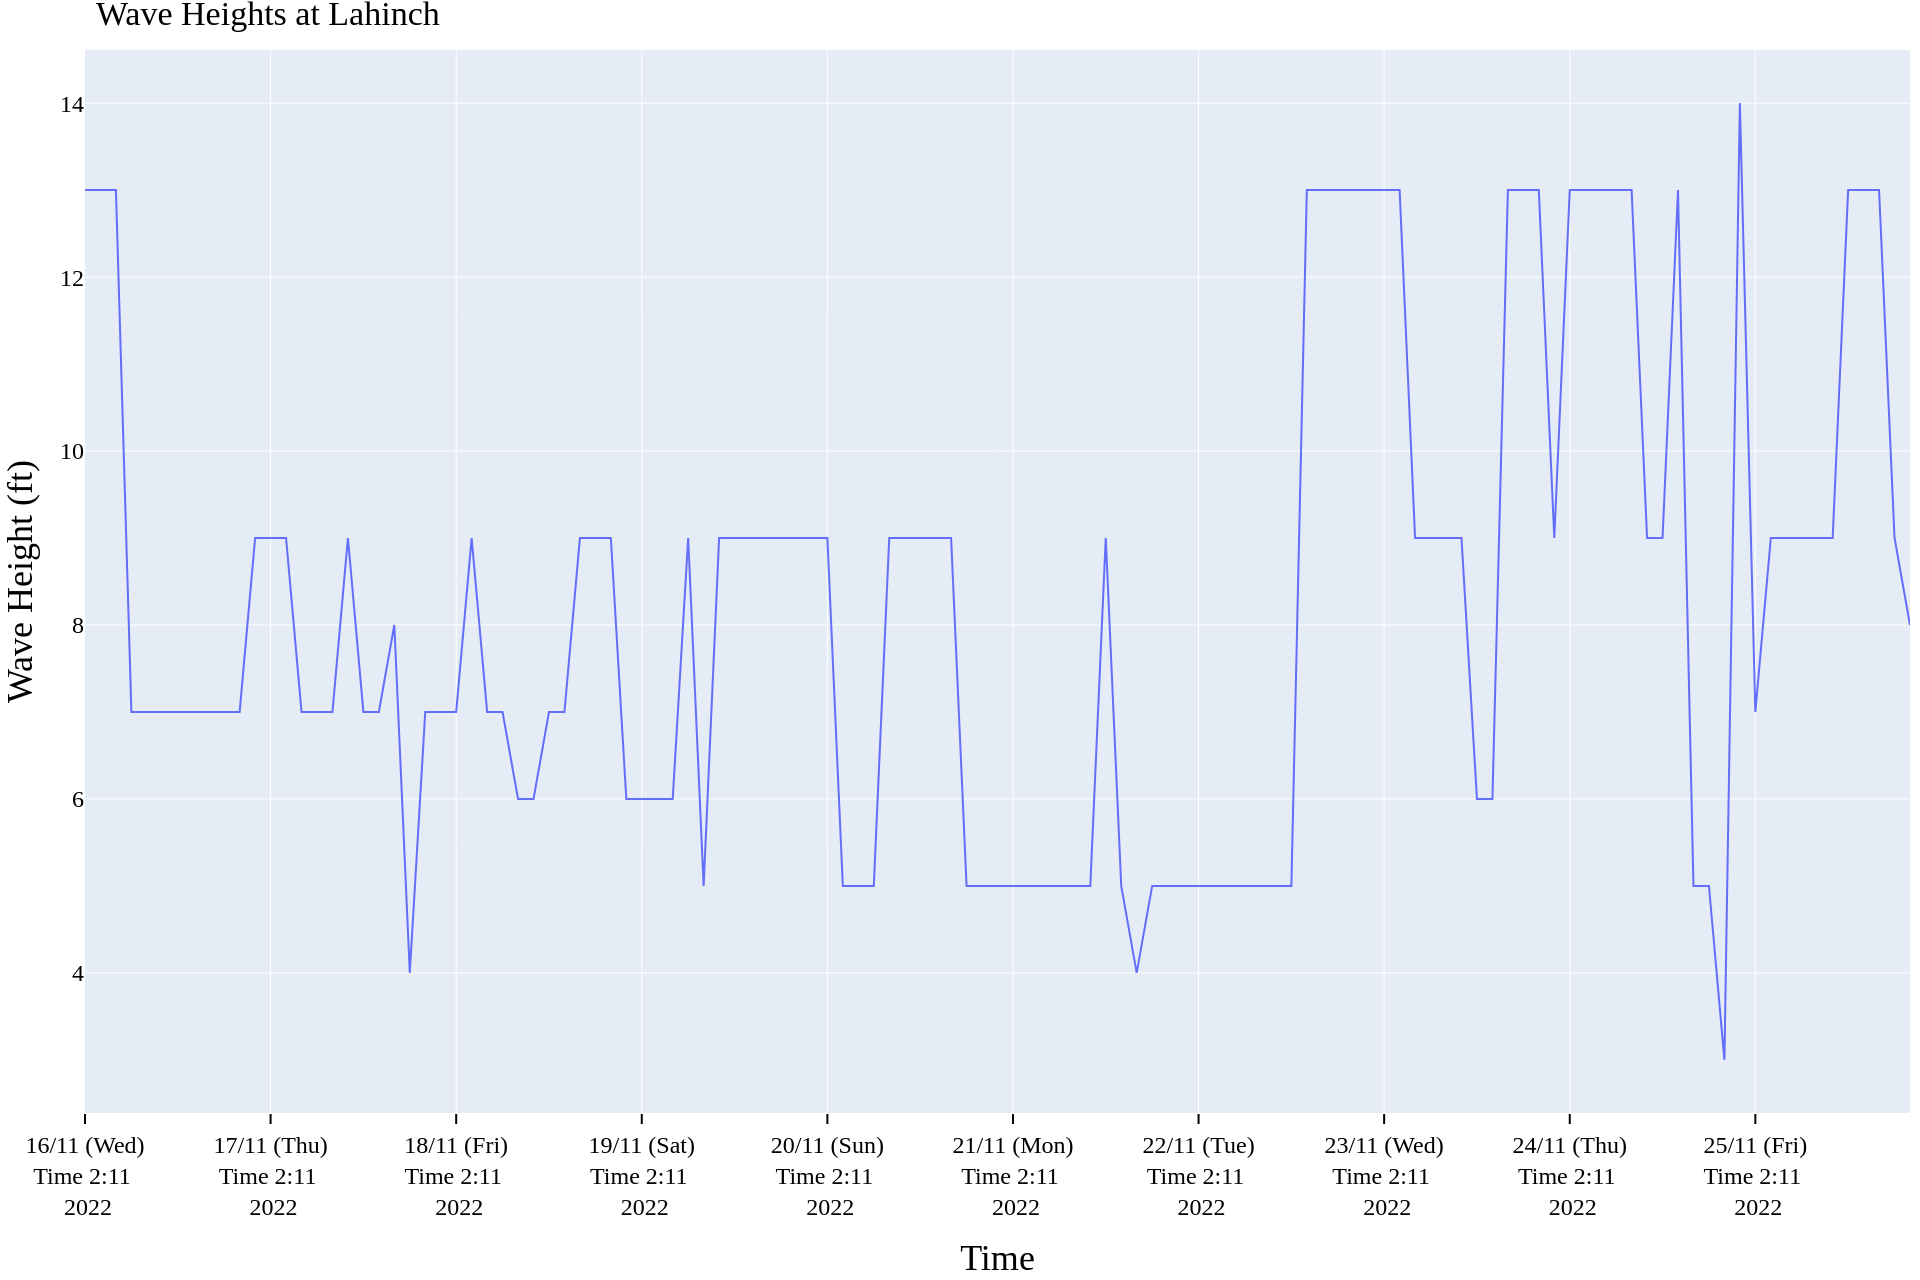 Wave Heights at Lahinch
14
12
10
8
6
4
Wave Height (ft)
16/11 (Wed)
Time 2:11
2022
17/11 (Thu)
Time 2:11
2022
18/11 (Fri)
Time 2:11
2022
19/11 (Sat)
Time 2:11
2022
20/11 (Sun)
Time 2:11
2022
21/11 (Mon)
Time 2:11
2022
22/11 (Tue)
Time 2:11
2022
23/11 (Wed)
Time 2:11
2022
24/11 (Thu)
Time 2:11
2022
25/11 (Fri)
Time 2:11
2022
Time